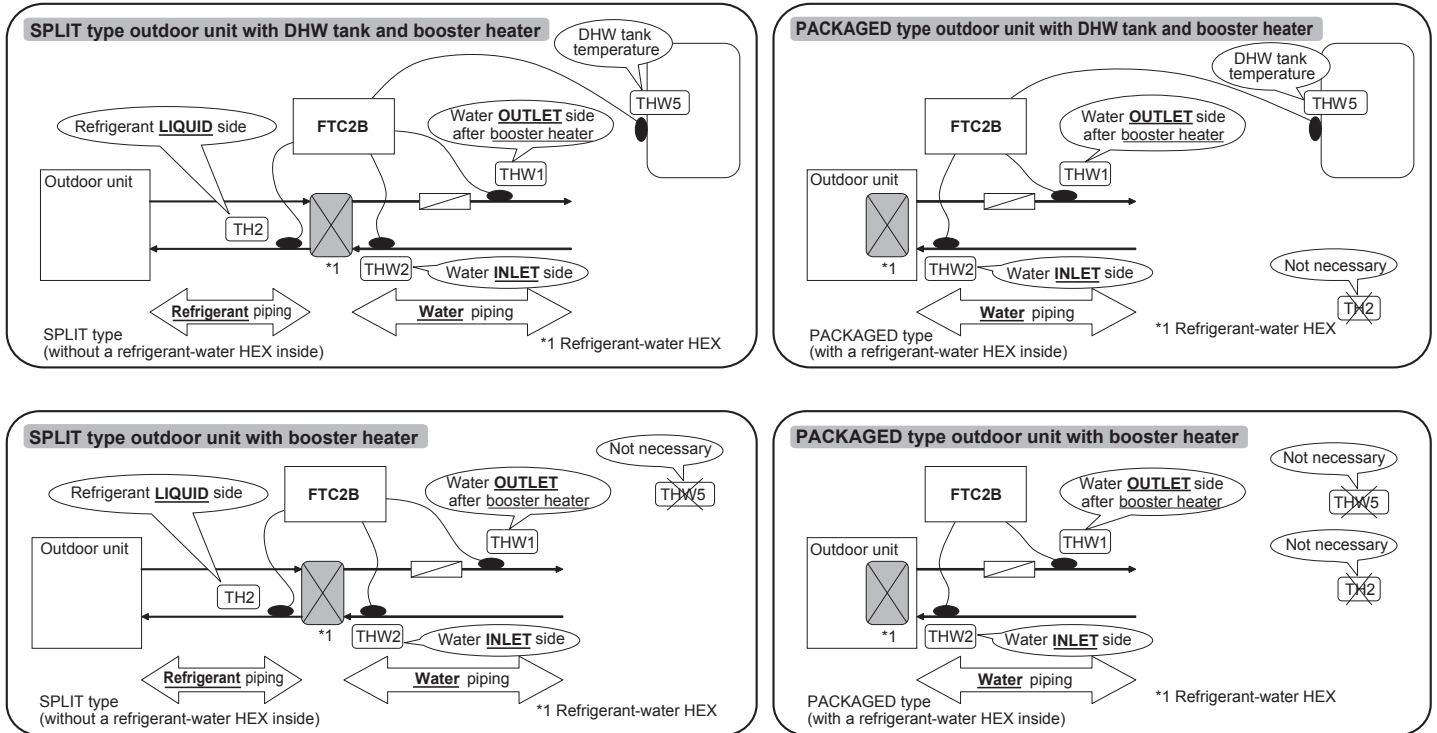 SPLIT type outdoor unit with DHW tank and booster heater
DHW tank
temperature
THW5
FTC2B
Refrigerant LIQUID side
Water OUTLET side
after booster heater
THW1
Outdoor unit
TH2
*1
THW2
Water INLET side
Refrigerant piping
Water piping
SPLIT type
(without a refrigerant-water HEX inside)
*1 Refrigerant-water HEX
PACKAGED type outdoor unit with DHW tank and booster heater
DHW tank
temperature
THW5
FTC2B
Water OUTLET side
after booster heater
THW1
Outdoor unit
*1
THW2
Water INLET side
Not necessary
TH2
Water piping
*1 Refrigerant-water HEX
PACKAGED type
(with a refrigerant-water HEX inside)
SPLIT type outdoor unit with booster heater
Not necessary
THW5
FTC2B
Refrigerant LIQUID side
Water OUTLET
after booster heater
THW1
Outdoor unit
TH2
*1
THW2
Water INLET side
Refrigerant piping
Water piping
SPLIT type
(without a refrigerant-water HEX inside)
*1 Refrigerant-water HEX
PACKAGED type outdoor unit with booster heater
Not necessary
THW5
FTC2B
Water OUTLET side
after booster heater
THW1
Not necessary
TH2
Outdoor unit
*1
THW2
Water INLET side
Water piping
*1 Refrigerant-water HEX
PACKAGED type
(with a refrigerant-water HEX inside)